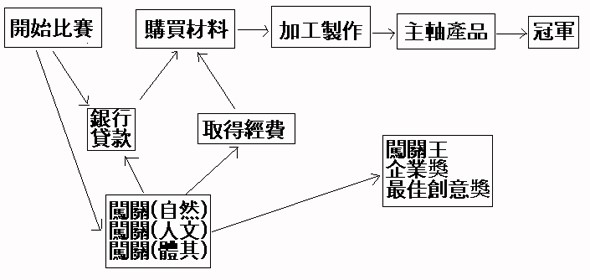 開始比賽
購買材料
加工製作
主軸產品
冠軍
銀行
貸款
取得經費
闖關王
企業獎
最佳創意獎
闖關(自然)
闖關(人文)
闖關(體其)